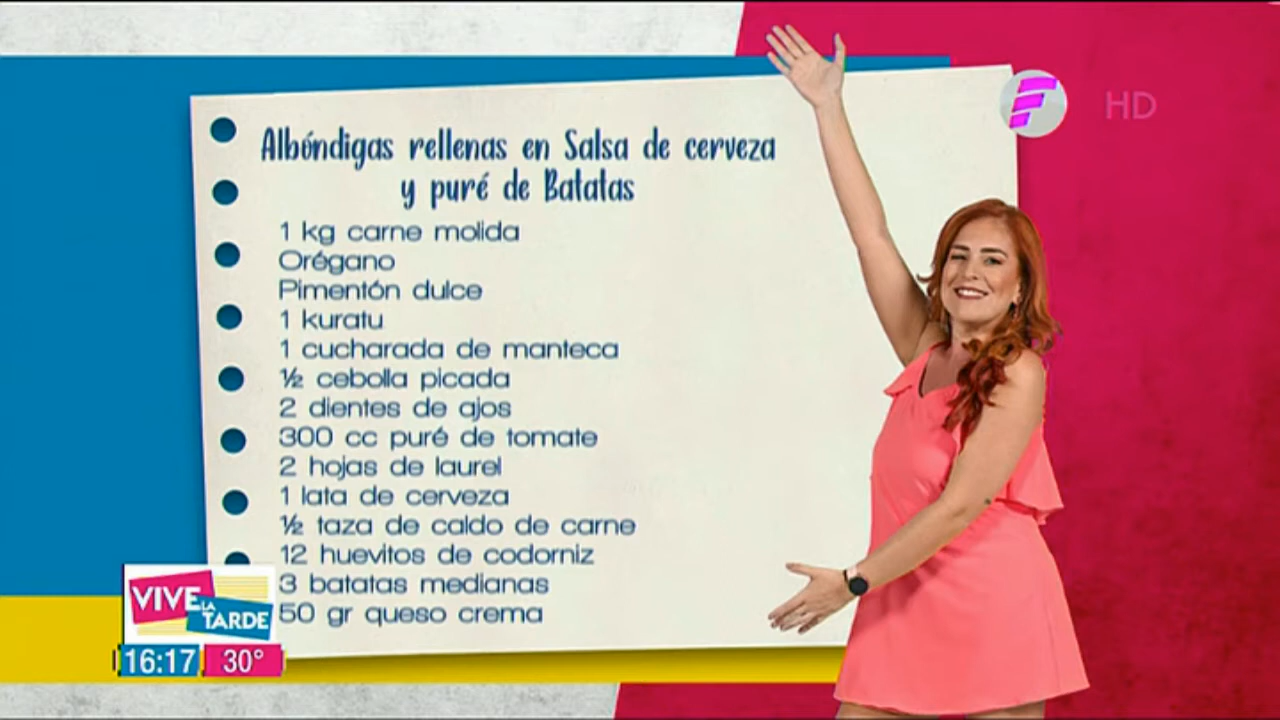 Albóndigas rellenas en Salsa de cerveza
y puré de Batatas
1 kg carne molida
Orégano
Pimentón dulce
1 kuratu
1 cucharada de manteca
½ cebolla picada
2 dientes de ajos
300 cc puré de tomate
2 hojas de laurel
1 lata de cerveza
½ taza de caldo de carne
12 huevitos de codorniz
3 batatas medianas
50 gr queso crema
HD
VIVE
LA
TARDE
16:17 30°